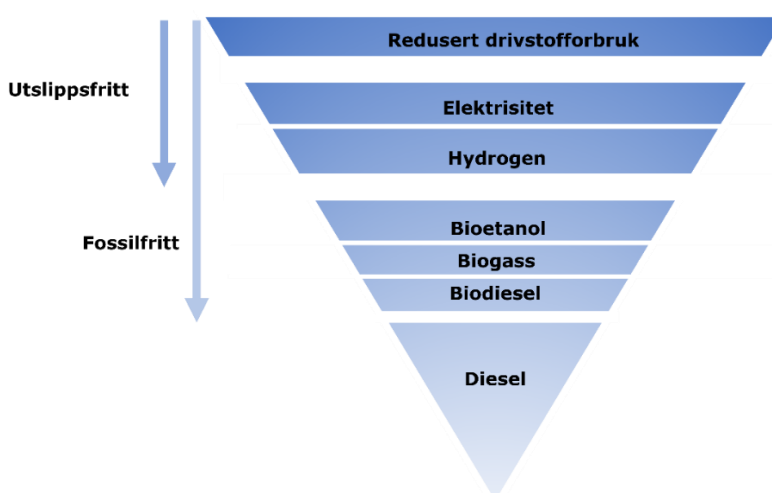 Redusert drivstofforbruk
Utslippsfritt
Elektrisitet
Hydrogen
Bioetanol
Fossilfritt
Biogass
Biodiesel
Diesel